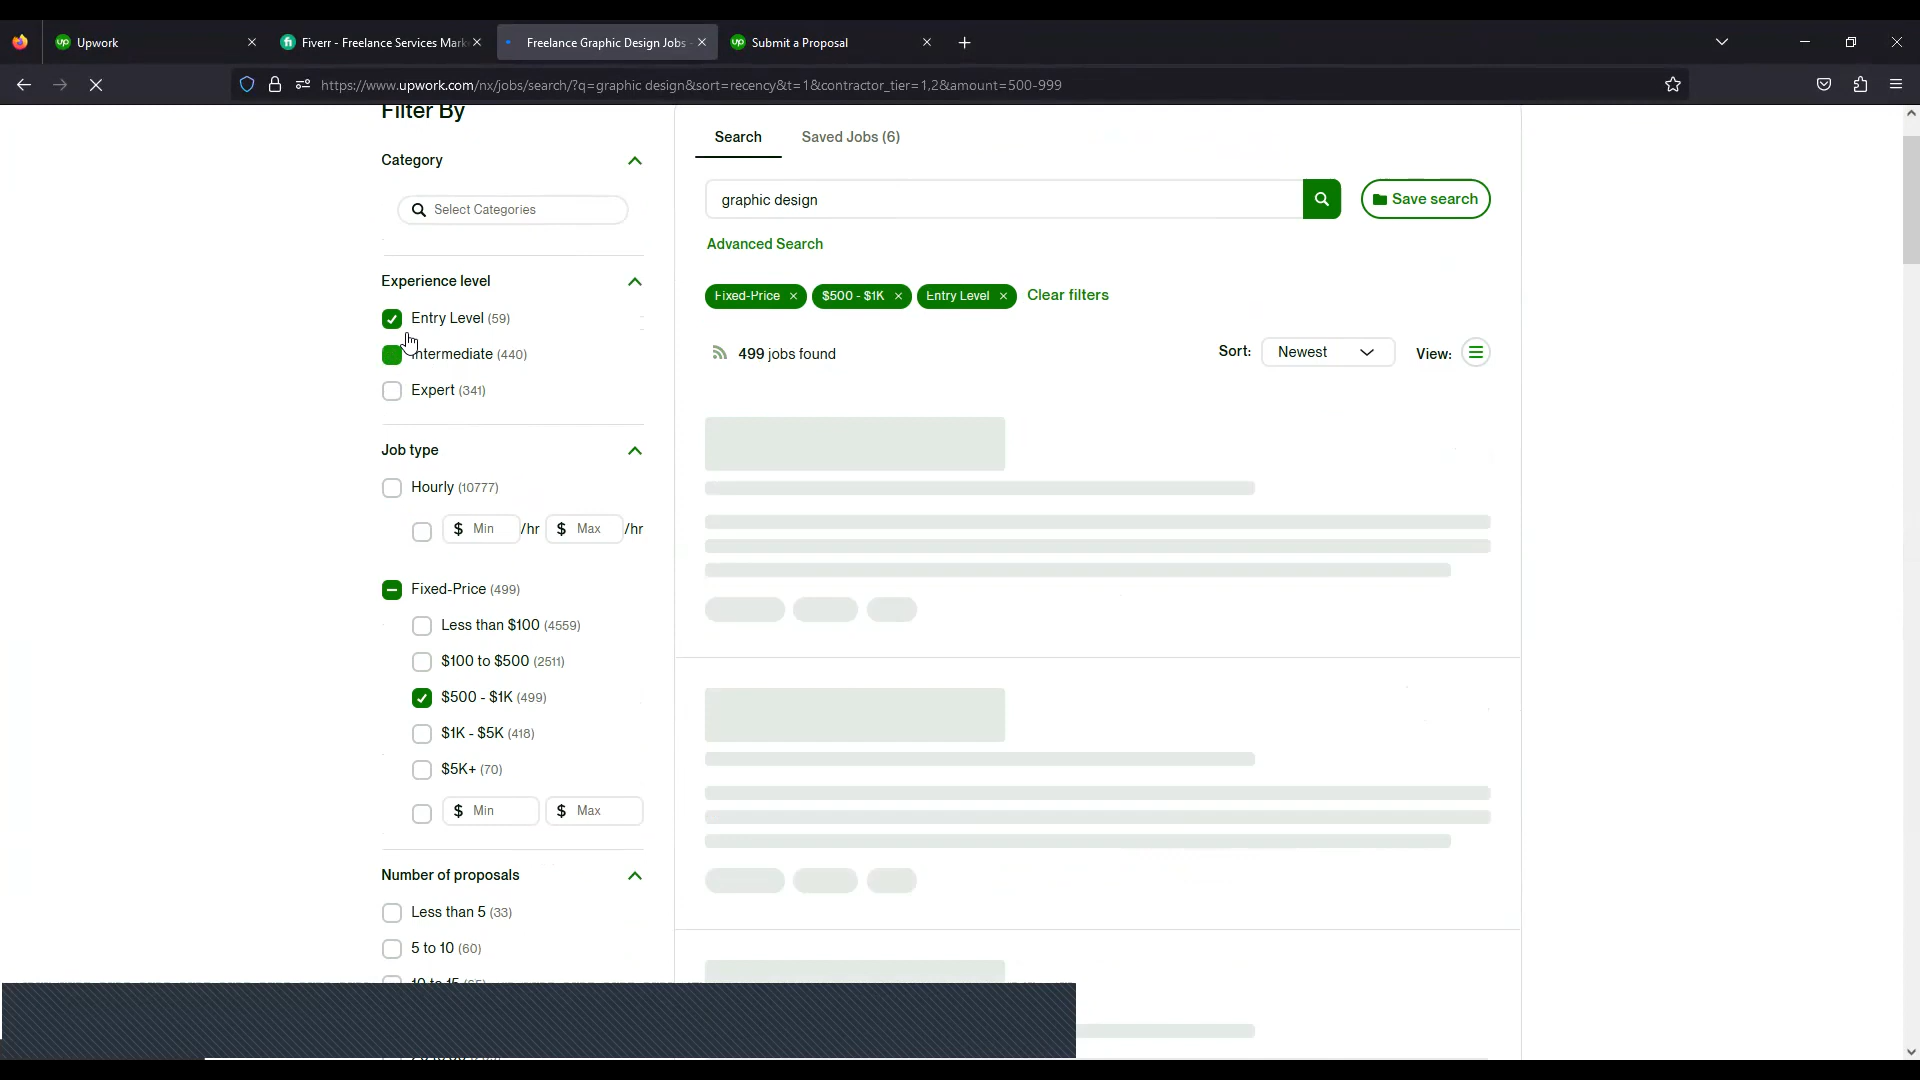 Upwork
Fiverr - Freelance Services Mark
Freelance Graphic Design Jobs -
Submit a Proposal
https://www.upwork.com/nx/jobs/search/?q=graphic design&sort=recency&t=1&contractor_tier=1,2&amount=500-999
Filter By
Category
Select Categories
Experience level
Entry Level (59)
Intermediate (440)
Expert (341)
Job type
Hourly (10777)
$ Min /hr $ Max /hr
Fixed-Price (499)
Less than $100 (4559)
$100 to $500 (2511)
$500 - $1K (499)
$1K - $5K (418)
$5K+ (70)
$ Min $ Max
Number of proposals
Less than 5 (33)
5 to 10 (60)
10 to 15
Search
Saved Jobs (6)
graphic design
Save search
Advanced Search
Fixed-Price
$500 - $1K
Entry Level
Clear filters
499 jobs found
Sort:
Newest
View: